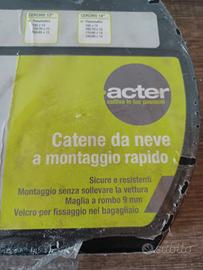 CERCHIO 13"
CERCHIO 14"
acter
Catene da neve
a montaggio rapido
Sicure e resistenti
Montaggio senza sollevare la vettura
Maglia a rombo 9 mm
Velcro per fissaggio nel bagagliaio
subito